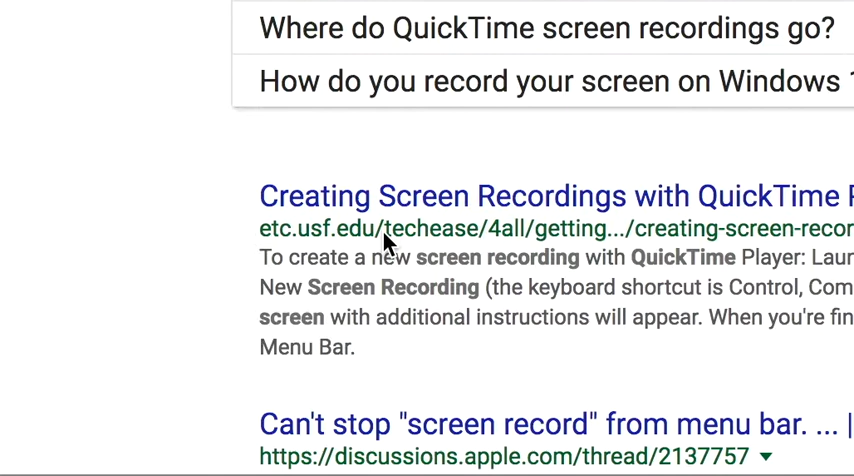 Where do QuickTime screen recordings go?
How do you record your screen on Windows
Creating Screen Recordings with QuickTime
etc.usf.edu/techease/4all/getting.../creating-screen-recor
To create a new screen recording with QuickTime Player: Laun
New Screen Recording (the keyboard shortcut is Control, Com
screen with additional instructions will appear. When you're fin
Menu Bar.
Can't stop "screen record" from menu bar. ... |
https://discussions.apple.com/thread/2137757